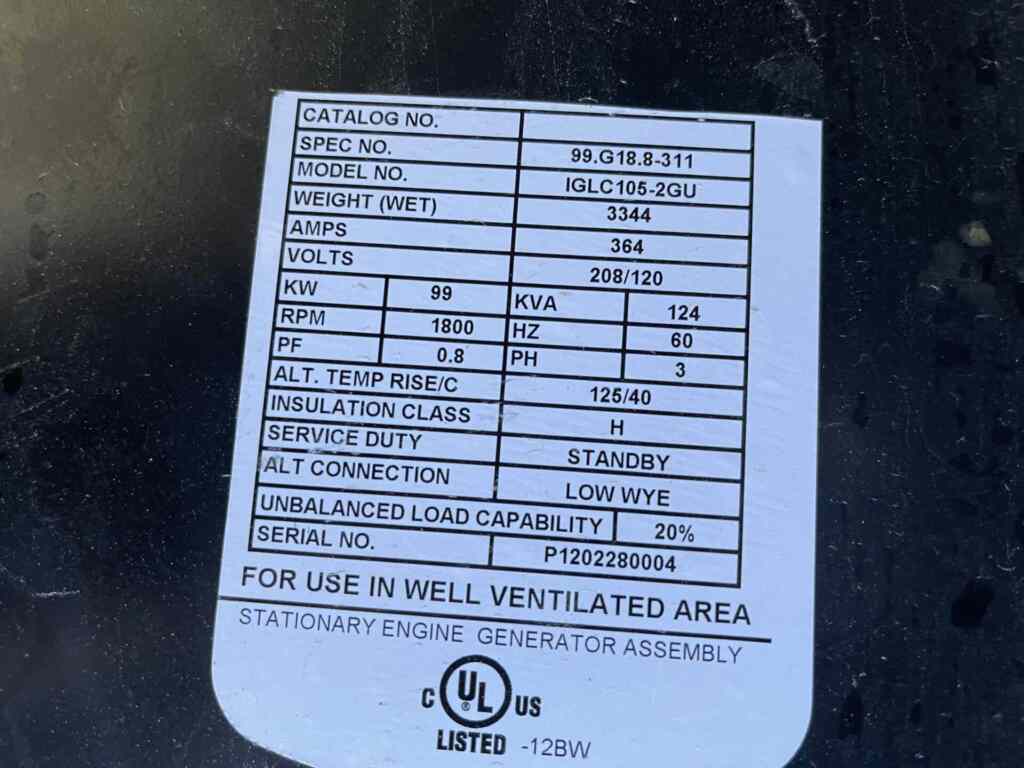 CATALOG NO.
SPEC NO. 99.G18.8-311
MODEL NO. IGLC105-2GU
WEIGHT (WET) 3344
AMPS 364
VOLTS 208/120
KW 99 KVA 124
RPM 1800 HZ 60
PF 0.8 PH 3
ALT. TEMP RISE/C 125/40
INSULATION CLASS H
SERVICE DUTY STANDBY
ALT CONNECTION LOW WYE
UNBALANCED LOAD CAPABILITY 20%
SERIAL NO. P1202280004
FOR USE IN WELL VENTILATED AREA
STATIONARY ENGINE GENERATOR ASSEMBLY
C UL® US
LISTED -12BW